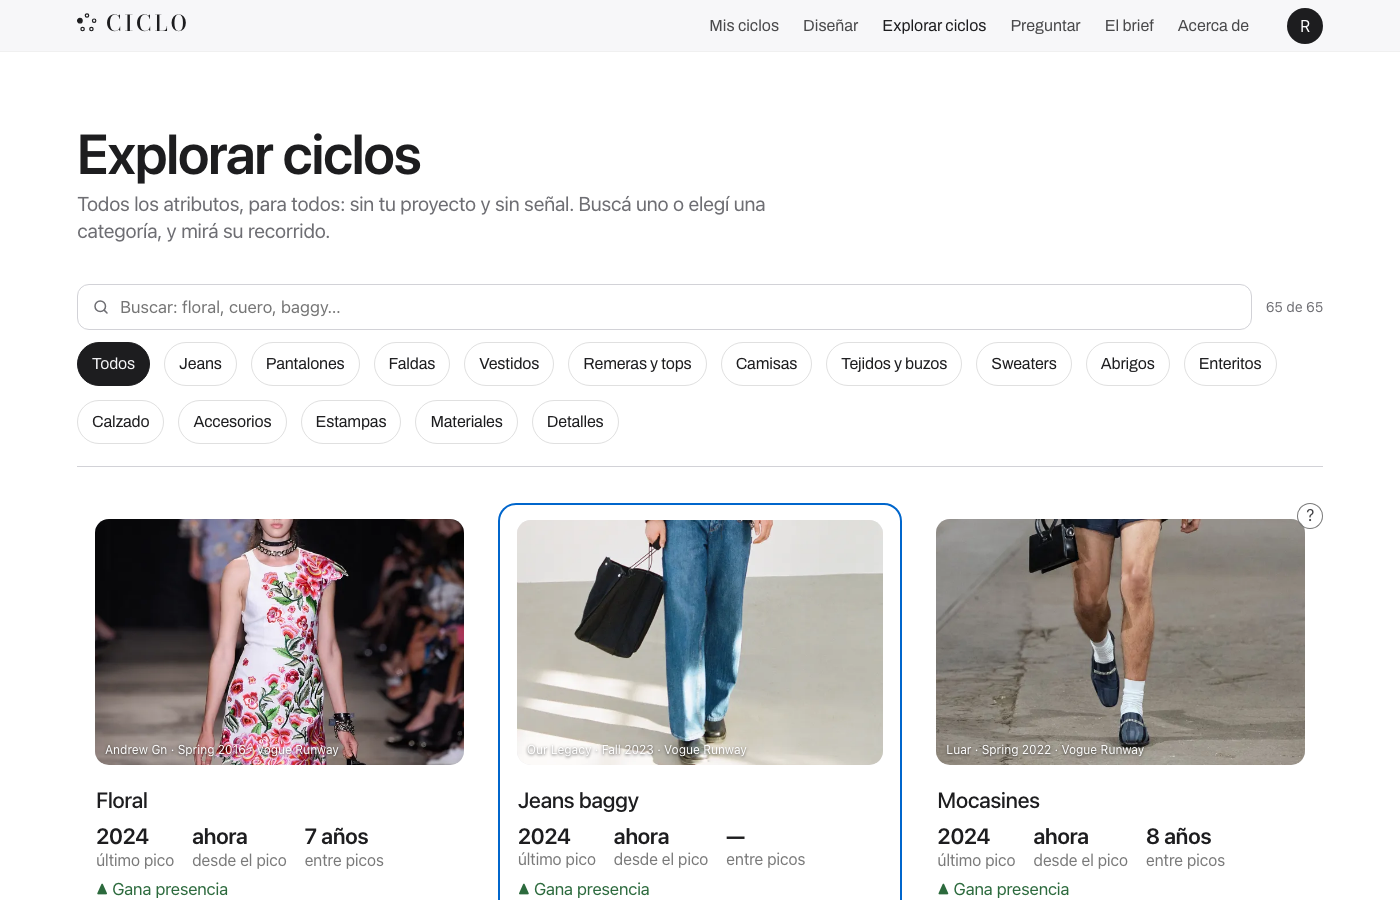 CICLO
Mis ciclos
Diseñar
Explorar ciclos
Preguntar
El brief
Acerca de
R
Explorar ciclos
Todos los atributos, para todos: sin tu proyecto y sin señal. Buscá uno o elegí una
categoría, y mirá su recorrido.
Buscar: floral, cuero, baggy...
65 de 65
Todos
Jeans
Pantalones
Faldas
Vestidos
Remeras y tops
Camisas
Tejidos y buzos
Sweaters
Abrigos
Enteritos
Calzado
Accesorios
Estampas
Materiales
Detalles
?
Andrew Gn · Spring 2016 · Vogue Runway
Our Legacy · Fall 2023 · Vogue Runway
Luar · Spring 2022 · Vogue Runway
Floral
2024 ahora 7 años
último pico desde el pico entre picos
▲ Gana presencia
Jeans baggy
2024 ahora —
último pico desde el pico entre picos
▲ Gana presencia
Mocasines
2024 ahora 8 años
último pico desde el pico entre picos
▲ Gana presencia